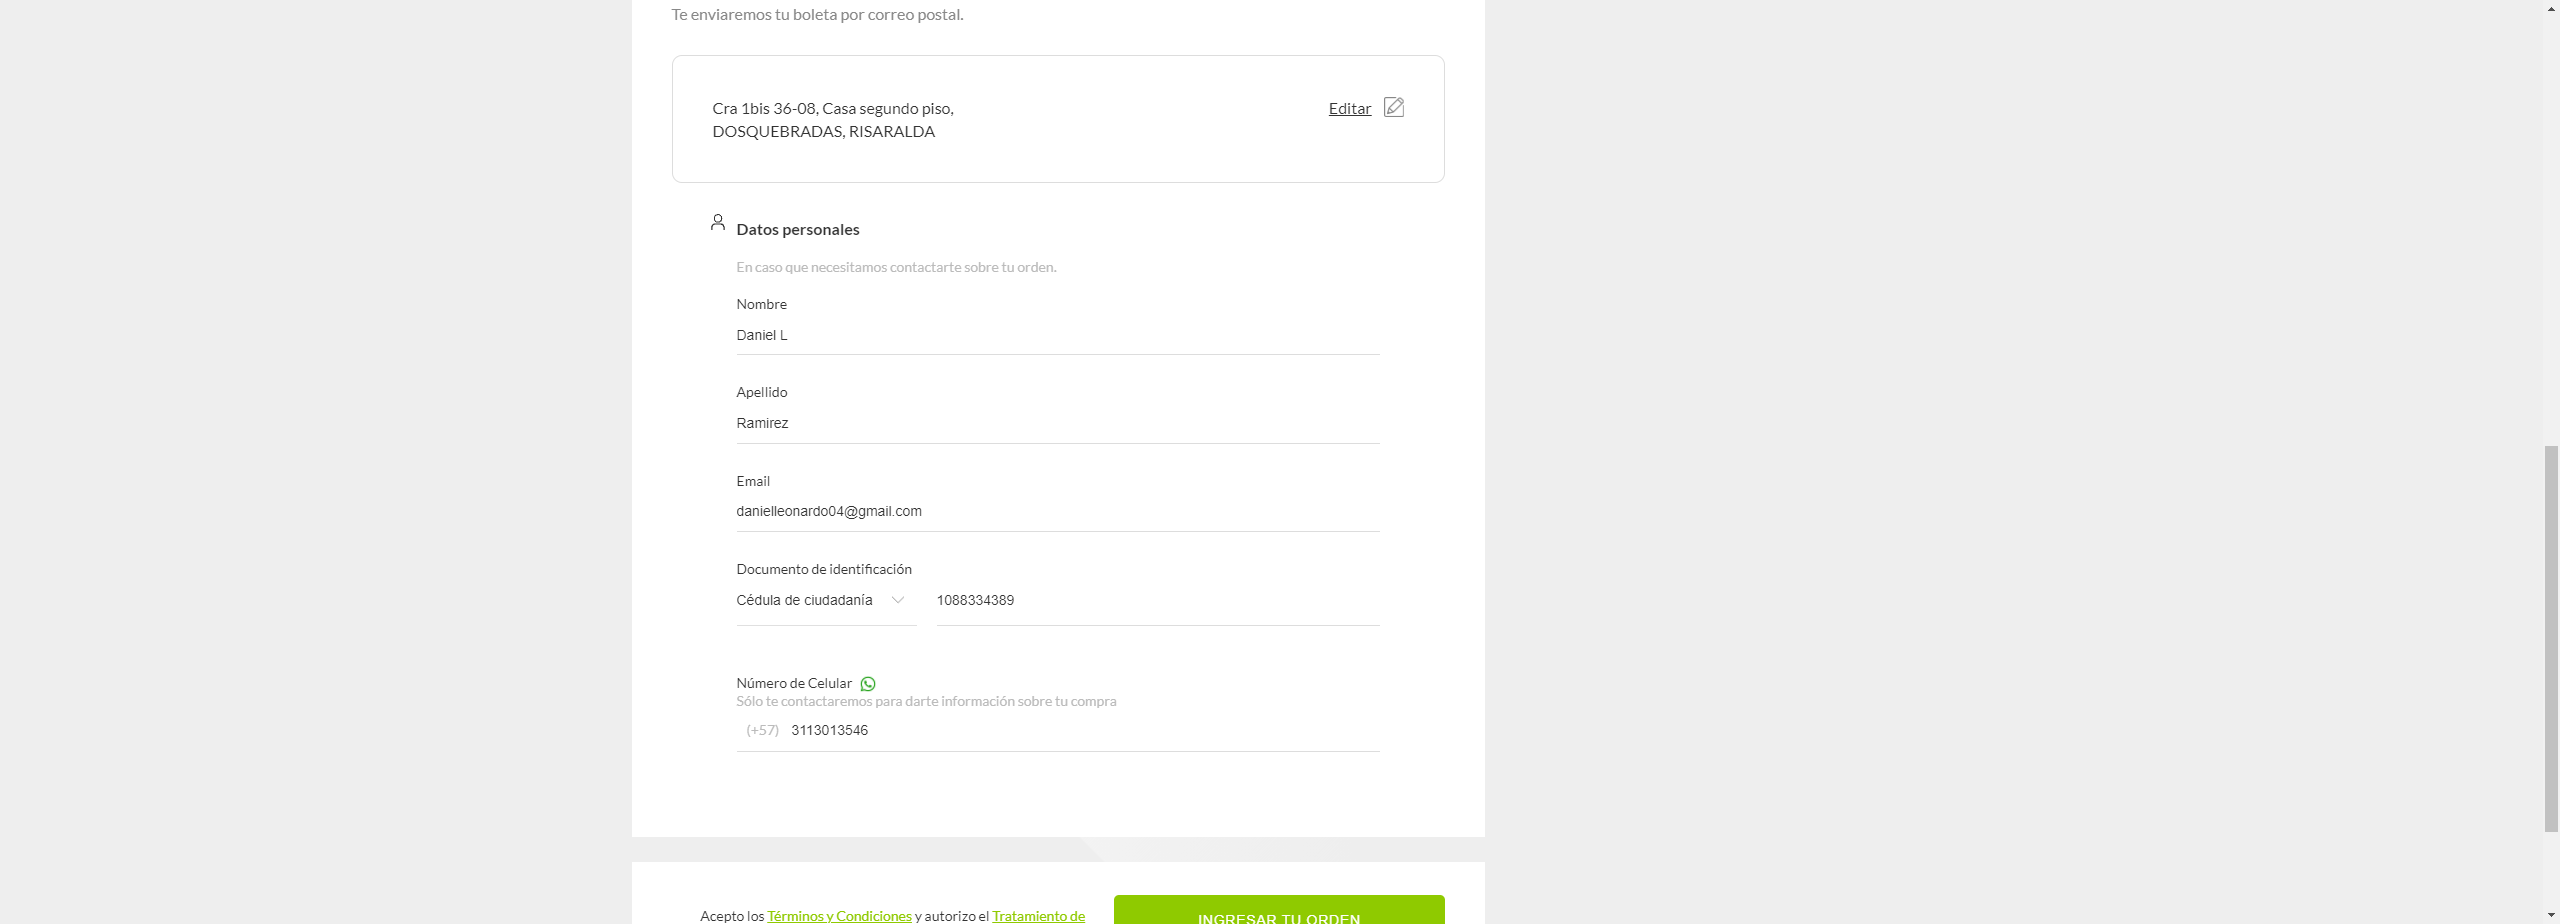 Te enviaremos tu boleta por correo postal.
Cra 1bis 36-08, Casa segundo piso,
DOSQUEBRADAS, RISARALDA
Editar
Datos personales
En caso que necesitamos contactarte sobre tu orden.
Nombre
Daniel L
Apellido
Ramirez
Email
danielleonardo04@gmail.com
Documento de identificación
Cédula de ciudadanía 1088334389
Número de Celular
Sólo te contactaremos para darte información sobre tu compra
(+57) 3113013546
Acepto los Términos y Condiciones y autorizo el Tratamiento de
INGRESAR TU ORDEN